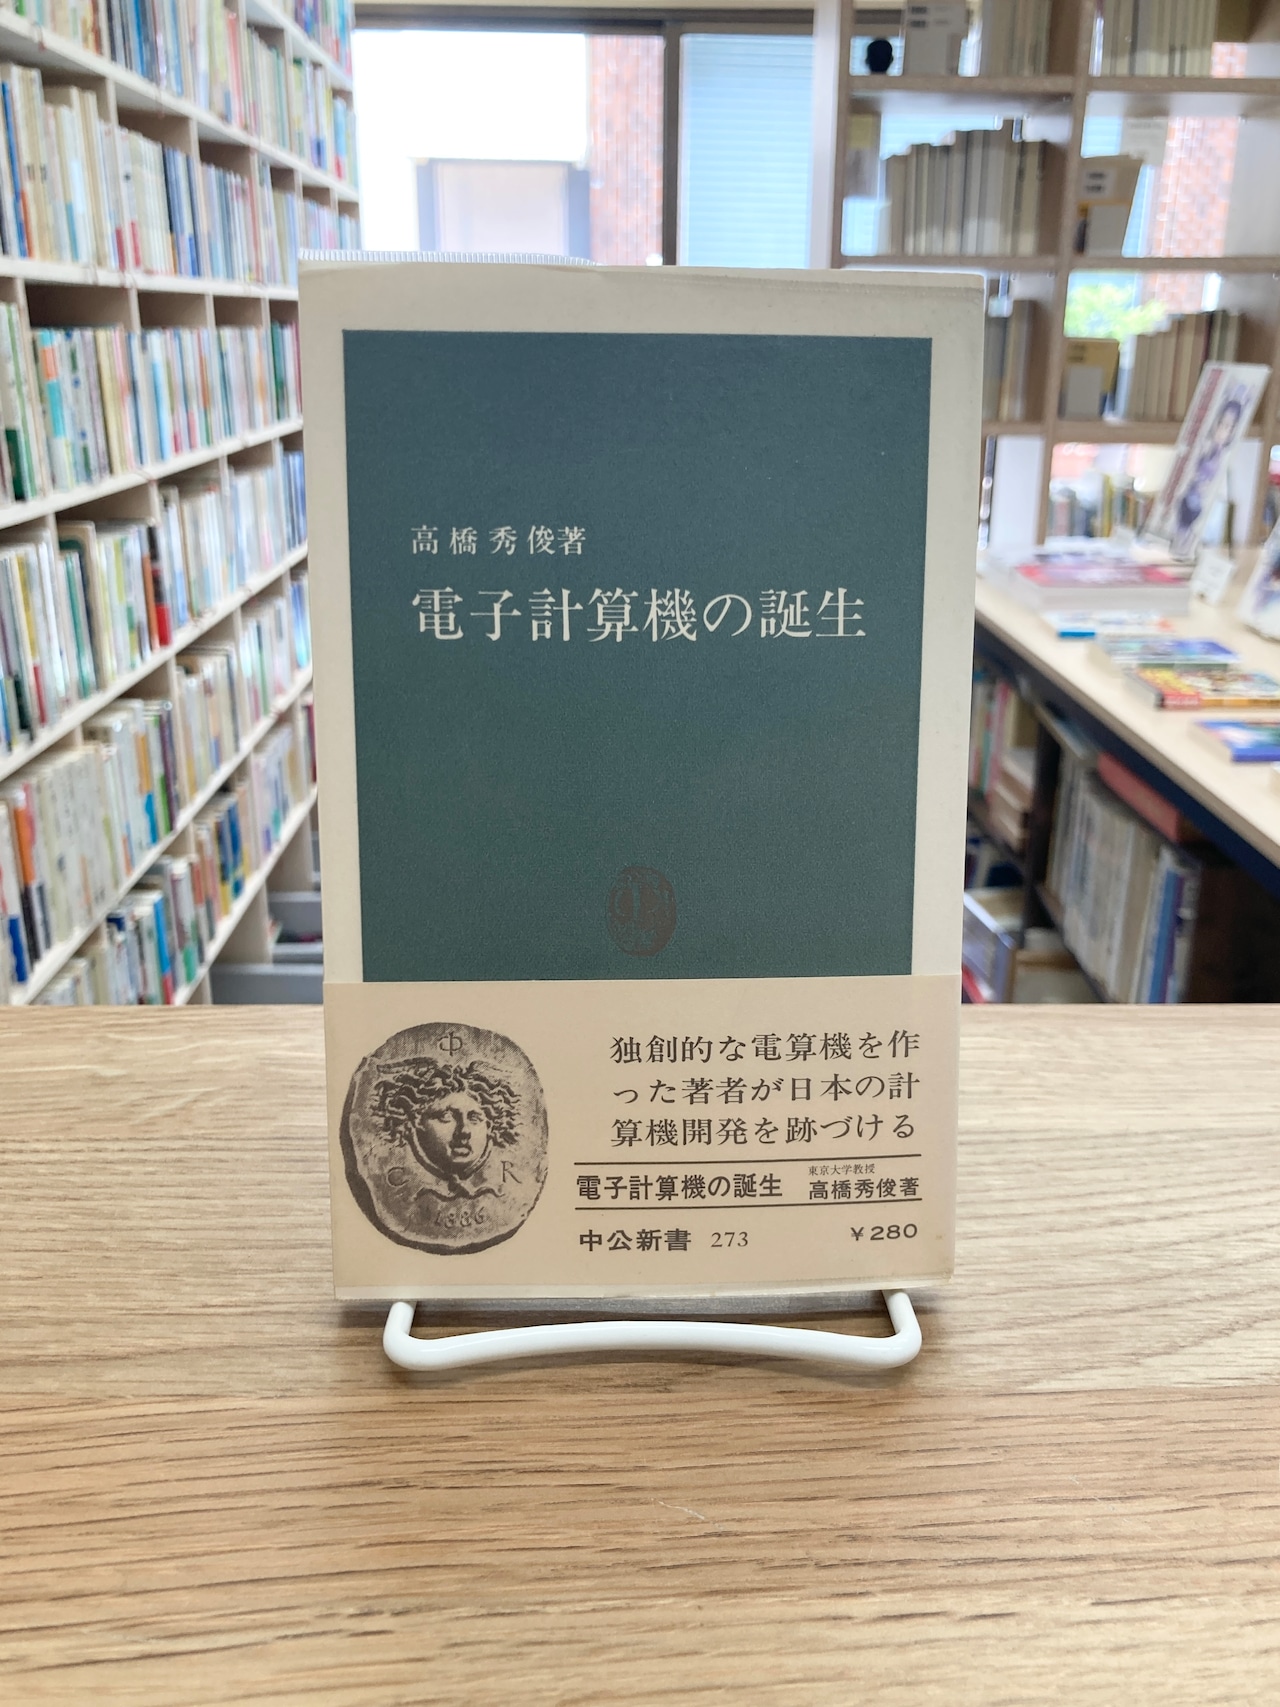 高橋秀俊著
電子計算機の誕生
Φ
C R
1886
独創的な電算機を作
った著者が日本の計
算機開発を跡づける
電子計算機の誕生
東京大学教授
高橋秀俊著
中公新書 273
¥280